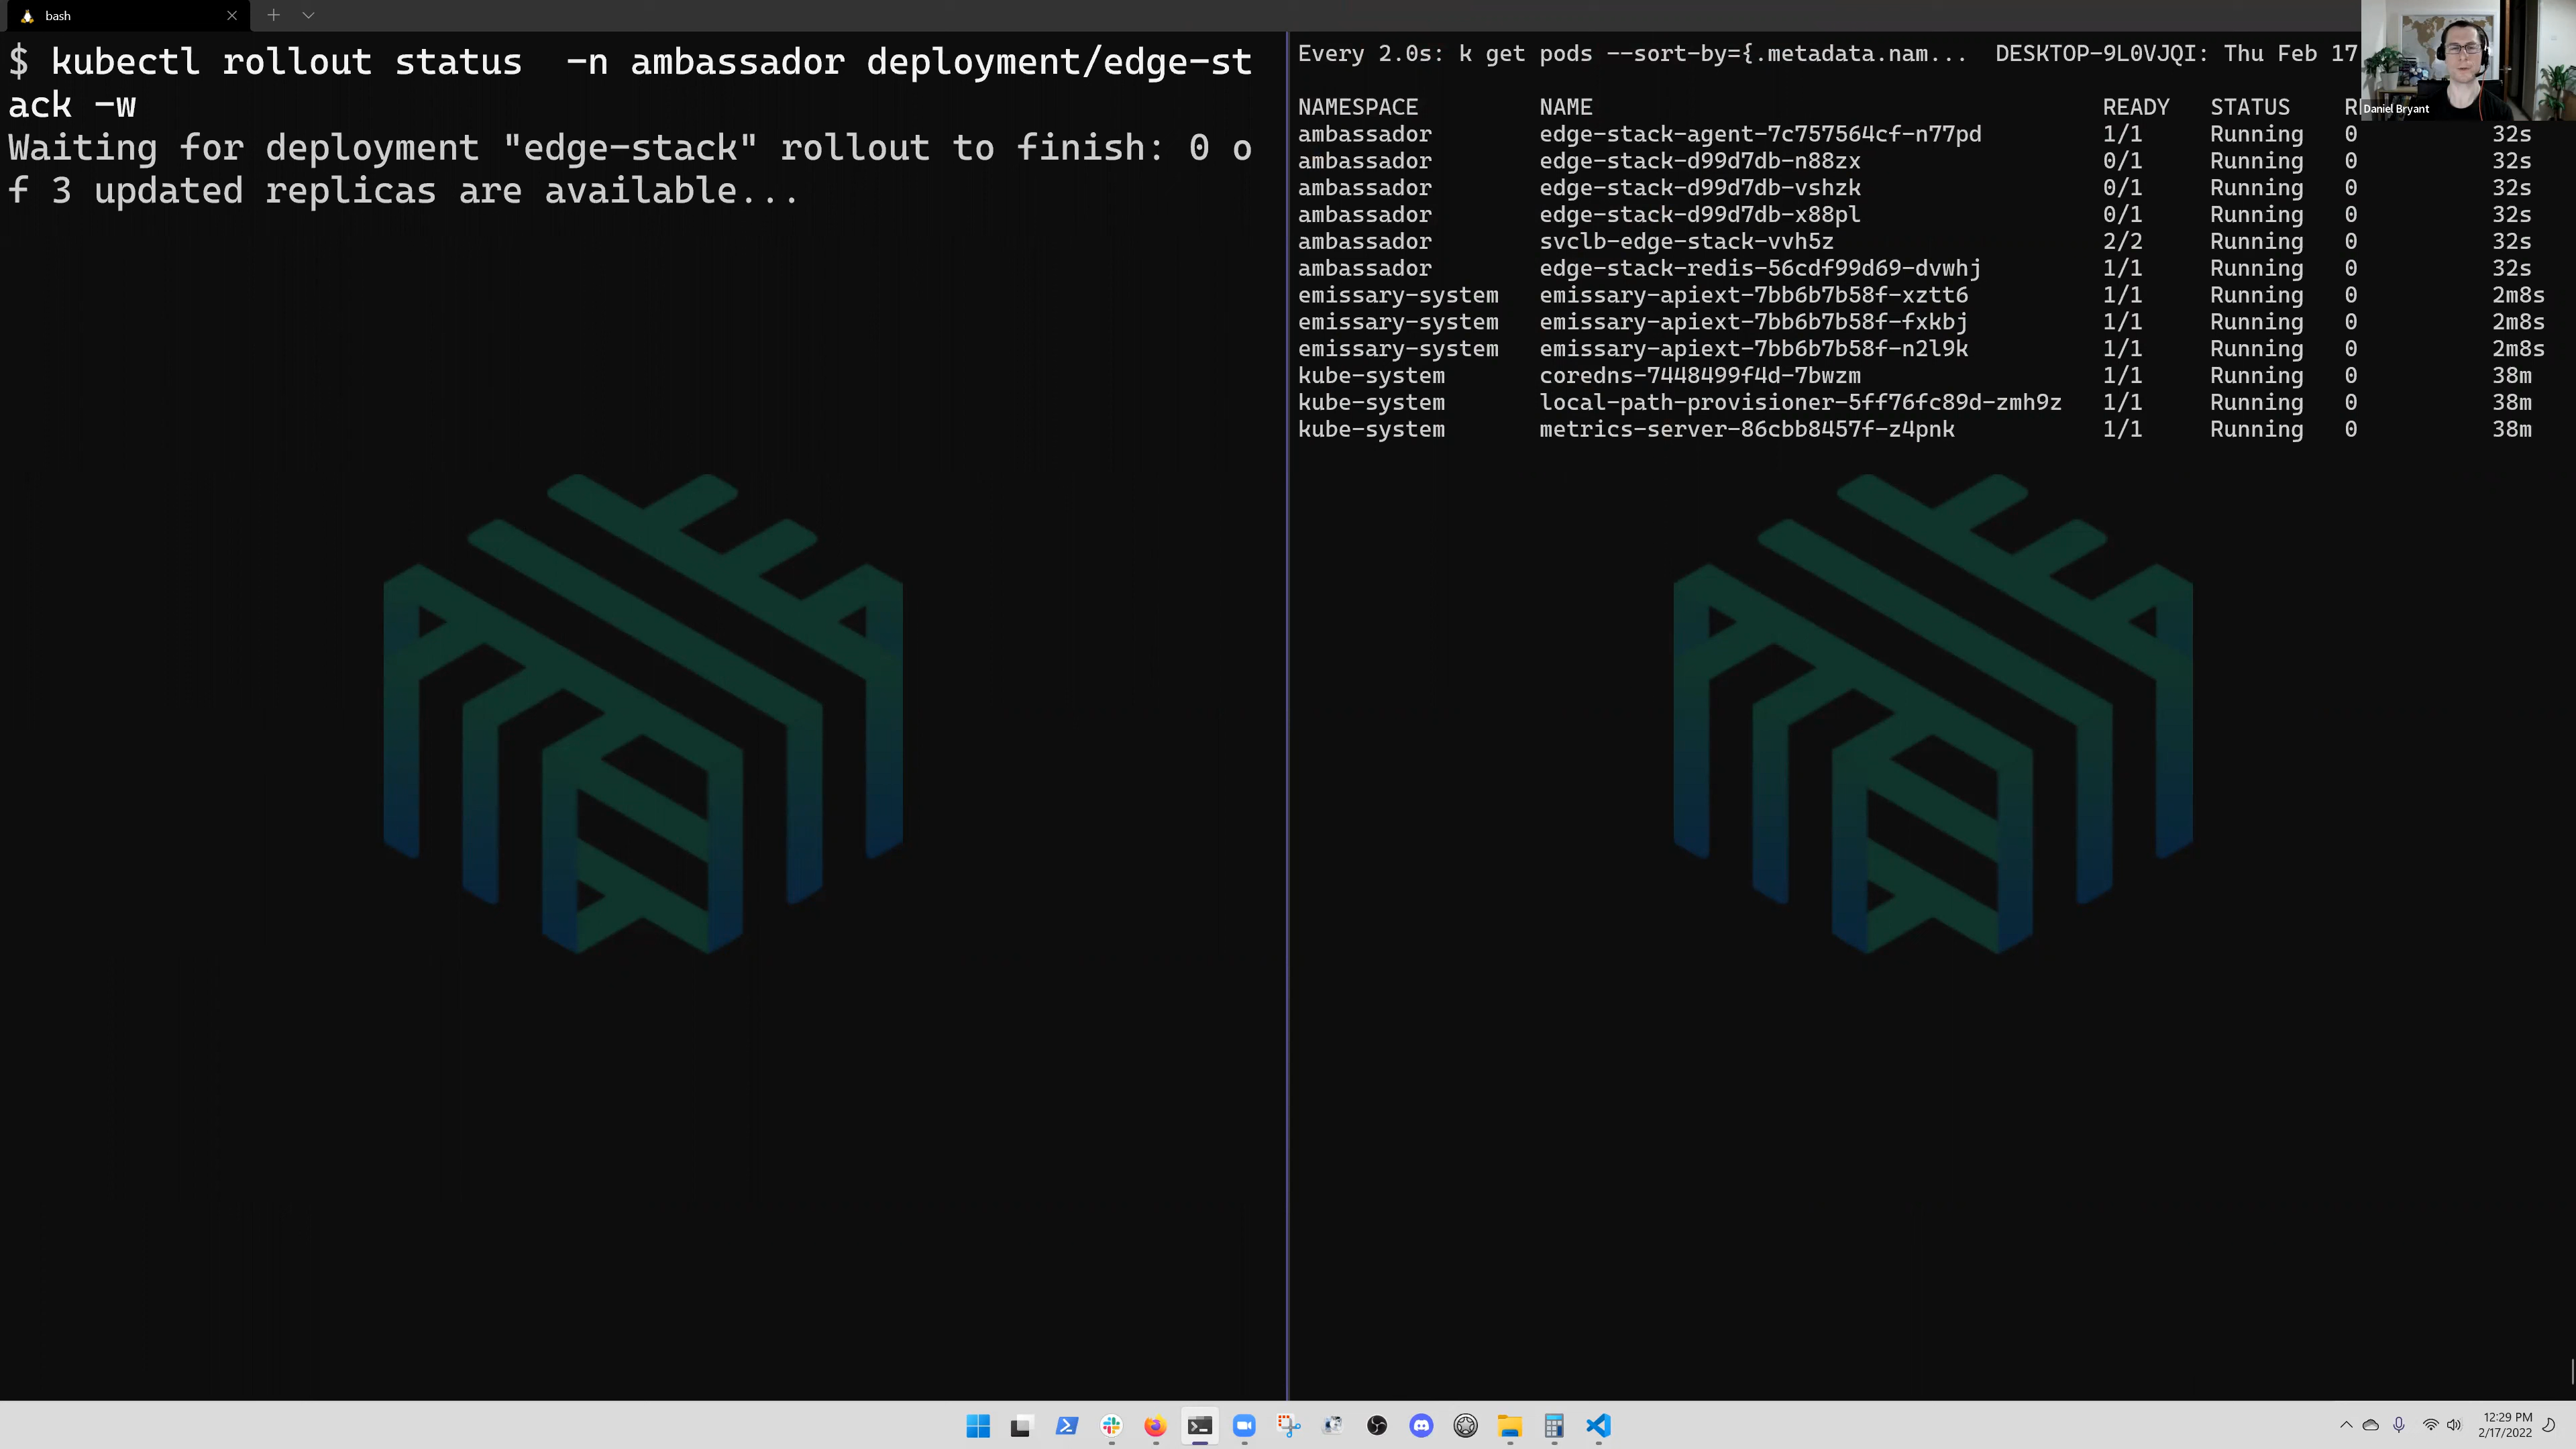 bash
$ kubectl rollout status  -n ambassador deployment/edge-st
ack -w
Waiting for deployment "edge-stack" rollout to finish: 0 o
f 3 updated replicas are available...
Every 2.0s: k get pods --sort-by={.metadata.nam...  DESKTOP-9L0VJQI: Thu Feb 17
Daniel Bryant
NAMESPACE NAME READY STATUS R
ambassador edge-stack-agent-7c757564cf-n77pd 1/1 Running 0 32s
ambassador edge-stack-d99d7db-n88zx 0/1 Running 0 32s
ambassador edge-stack-d99d7db-vshzk 0/1 Running 0 32s
ambassador edge-stack-d99d7db-x88pl 0/1 Running 0 32s
ambassador svclb-edge-stack-vvh5z 2/2 Running 0 32s
ambassador edge-stack-redis-56cdf99d69-dvwhj 1/1 Running 0 32s
emissary-system emissary-apiext-7bb6b7b58f-xztt6 1/1 Running 0 2m8s
emissary-system emissary-apiext-7bb6b7b58f-fxkbj 1/1 Running 0 2m8s
emissary-system emissary-apiext-7bb6b7b58f-n2l9k 1/1 Running 0 2m8s
kube-system coredns-7448499f4d-7bwzm 1/1 Running 0 38m
kube-system local-path-provisioner-5ff76fc89d-zmh9z 1/1 Running 0 38m
kube-system metrics-server-86cbb8457f-z4pnk 1/1 Running 0 38m
12:29 PM
2/17/2022